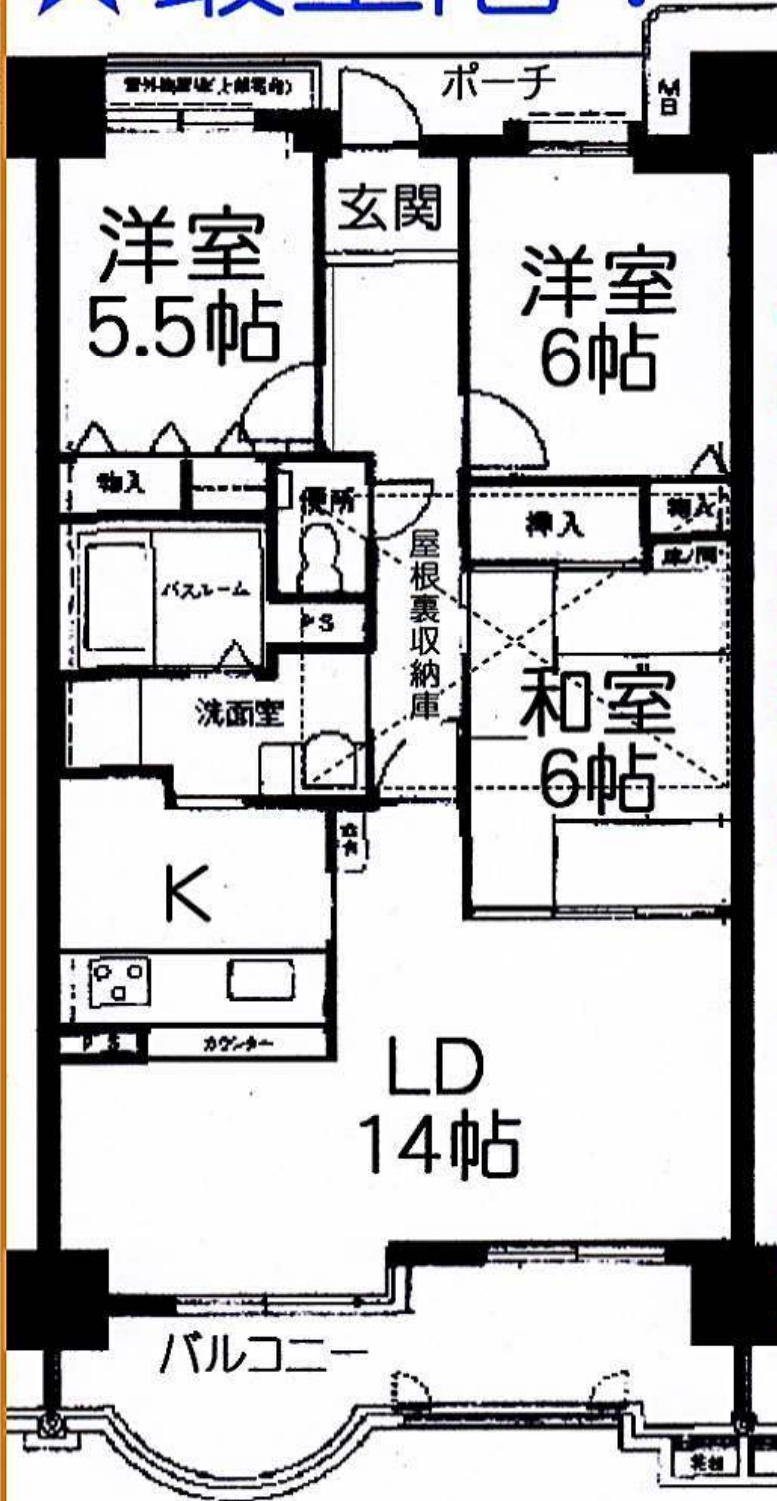 ポーチ
MB
玄関
洋室
5.5帖
洋室
6帖
物入
便所
押入
物入
床ノ間
バスルーム
PS
屋根裏収納庫
洗面室
和室
6帖
K
PS
カウンター
LD
14帖
バルコニー